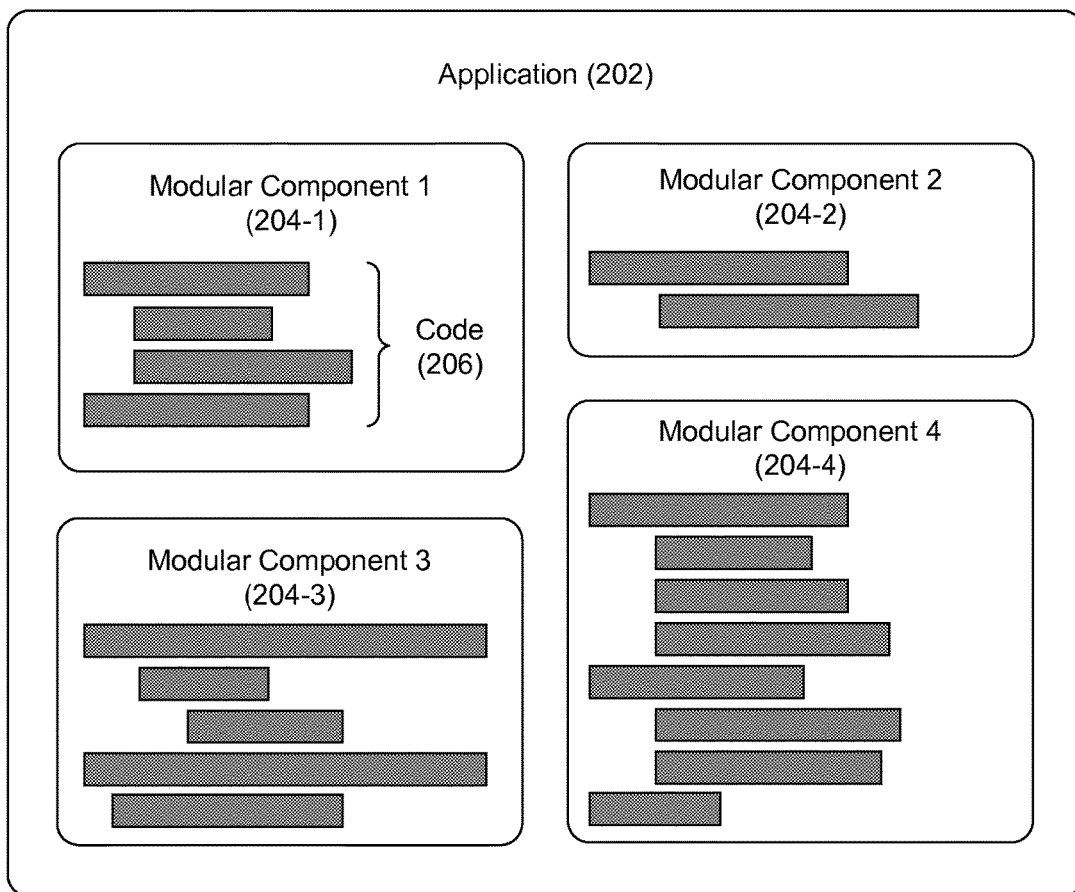 Application (202)
Modular Component 1
(204-1)
Code
(206)
Modular Component 2
(204-2)
Modular Component 3
(204-3)
Modular Component 4
(204-4)